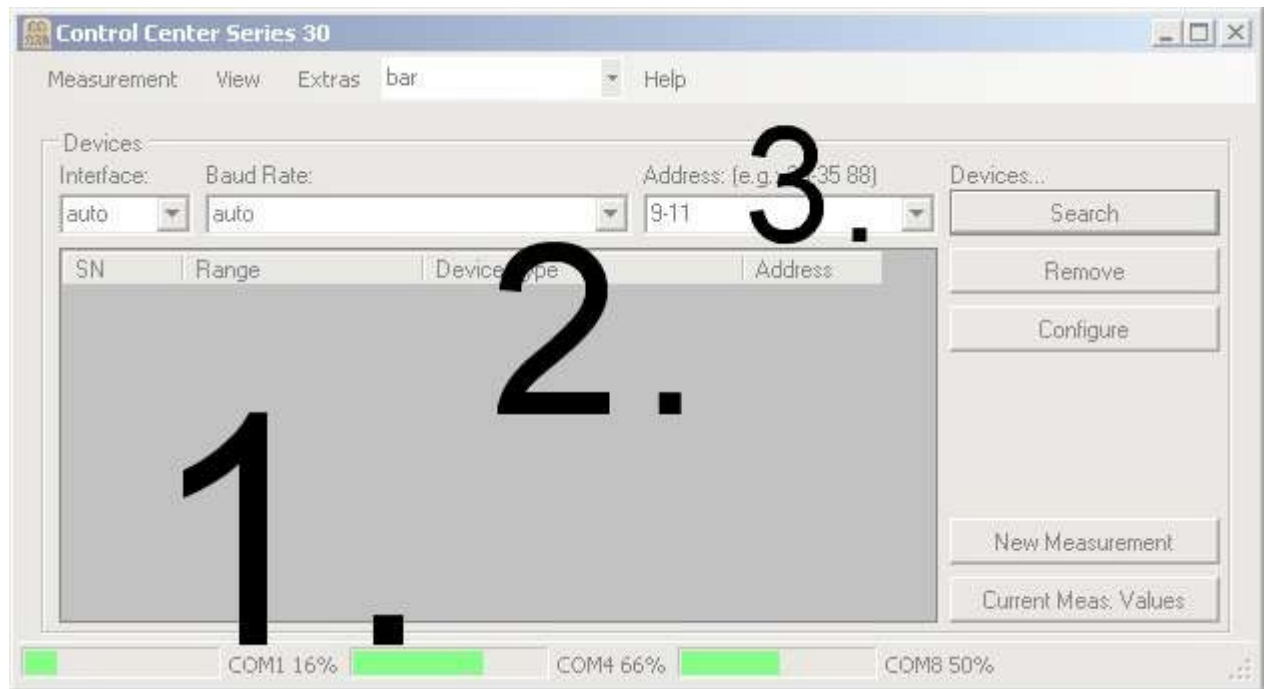 Control Center Series 30
Measurement View Extras bar Help
Devices
Interface: Baud Rate: Address: (e.g. -35 88) Devices...
auto auto 9-11 Search
3.
SN Range Device Type Address Remove
2.
Configure
1.
New Measurement
Current Meas. Values
COM1 16% COM4 66% COM8 50%